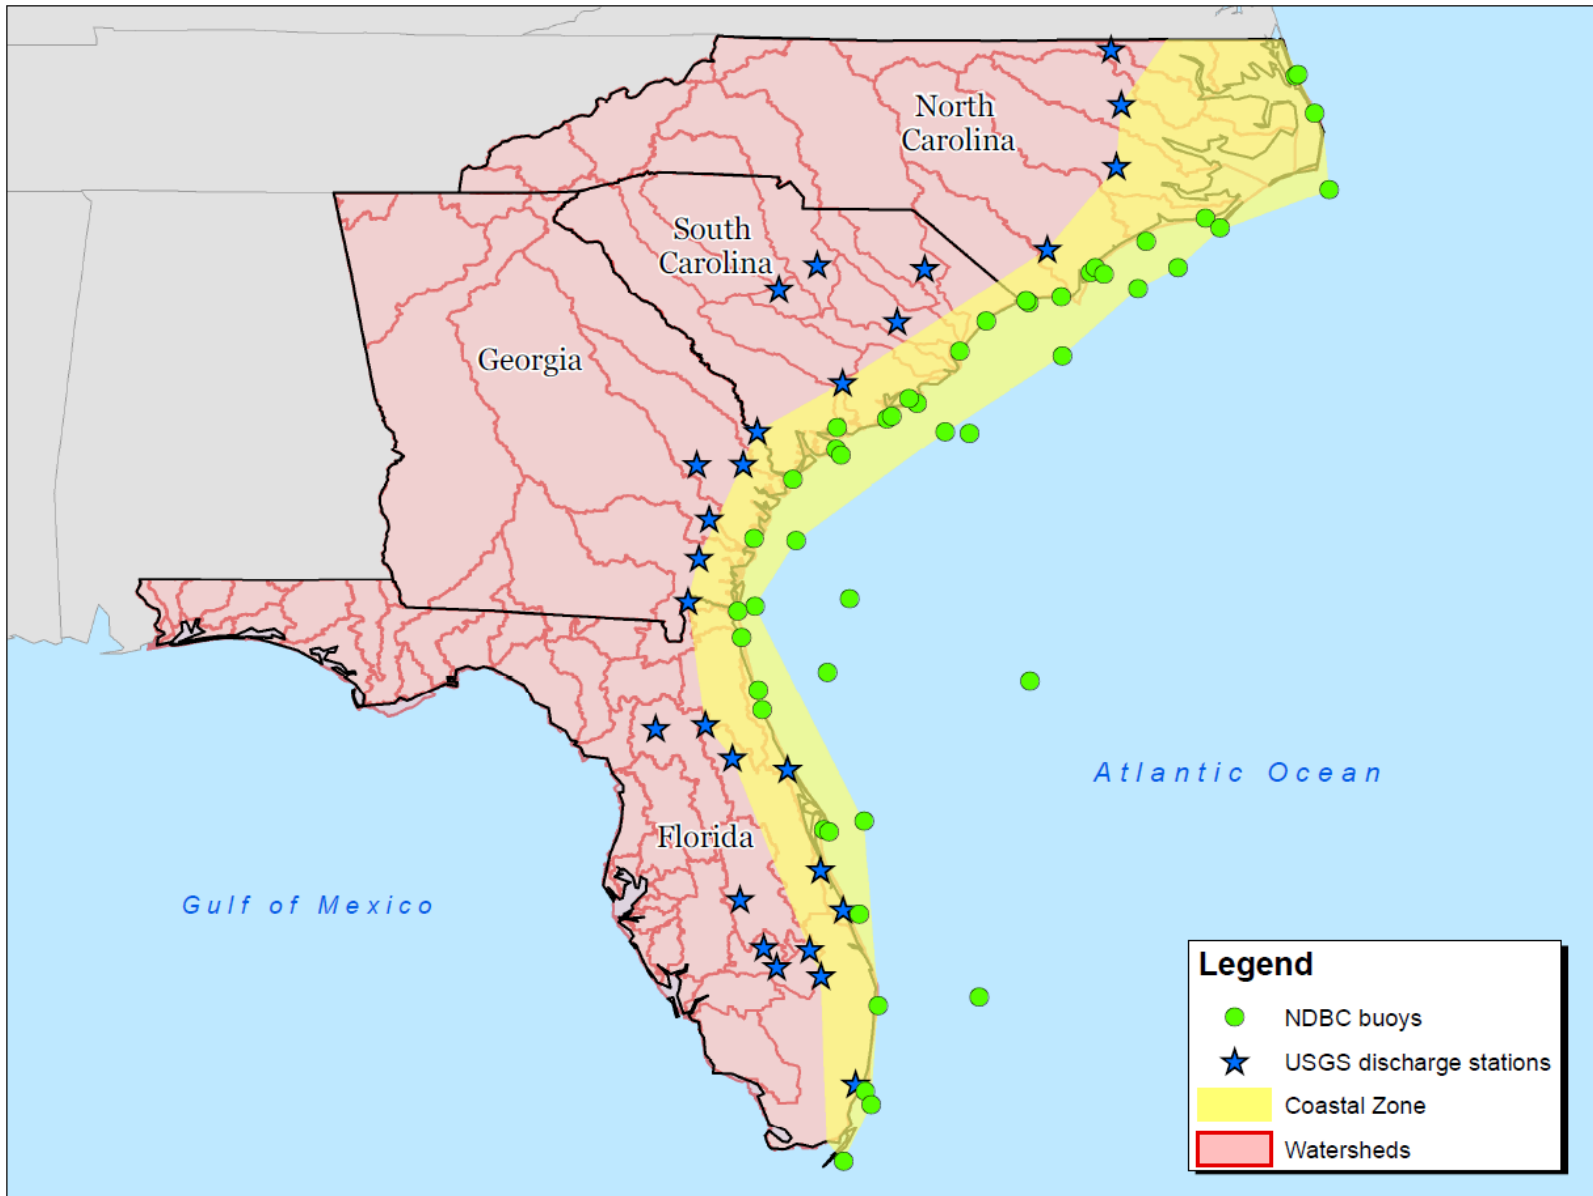 North
Carolina
South
Carolina
Georgia
Atlantic Ocean
Florida
Gulf of Mexico
Legend
NDBC buoys
USGS discharge stations
Coastal Zone
Watersheds